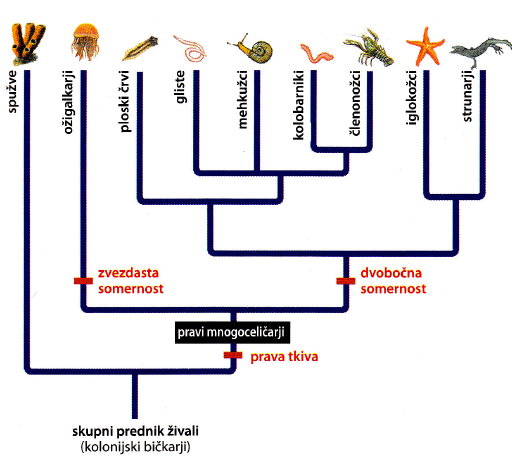 spužve
ožigalkarji
ploski črvi
gliste
mehkužci
kolobarniki
členonožci
iglokožci
strunarji
zvezdasta
somernost
dvobočna
somernost
pravi mnogoceličarji
prava tkiva
skupni prednik živali
(kolonijski bičkarji)